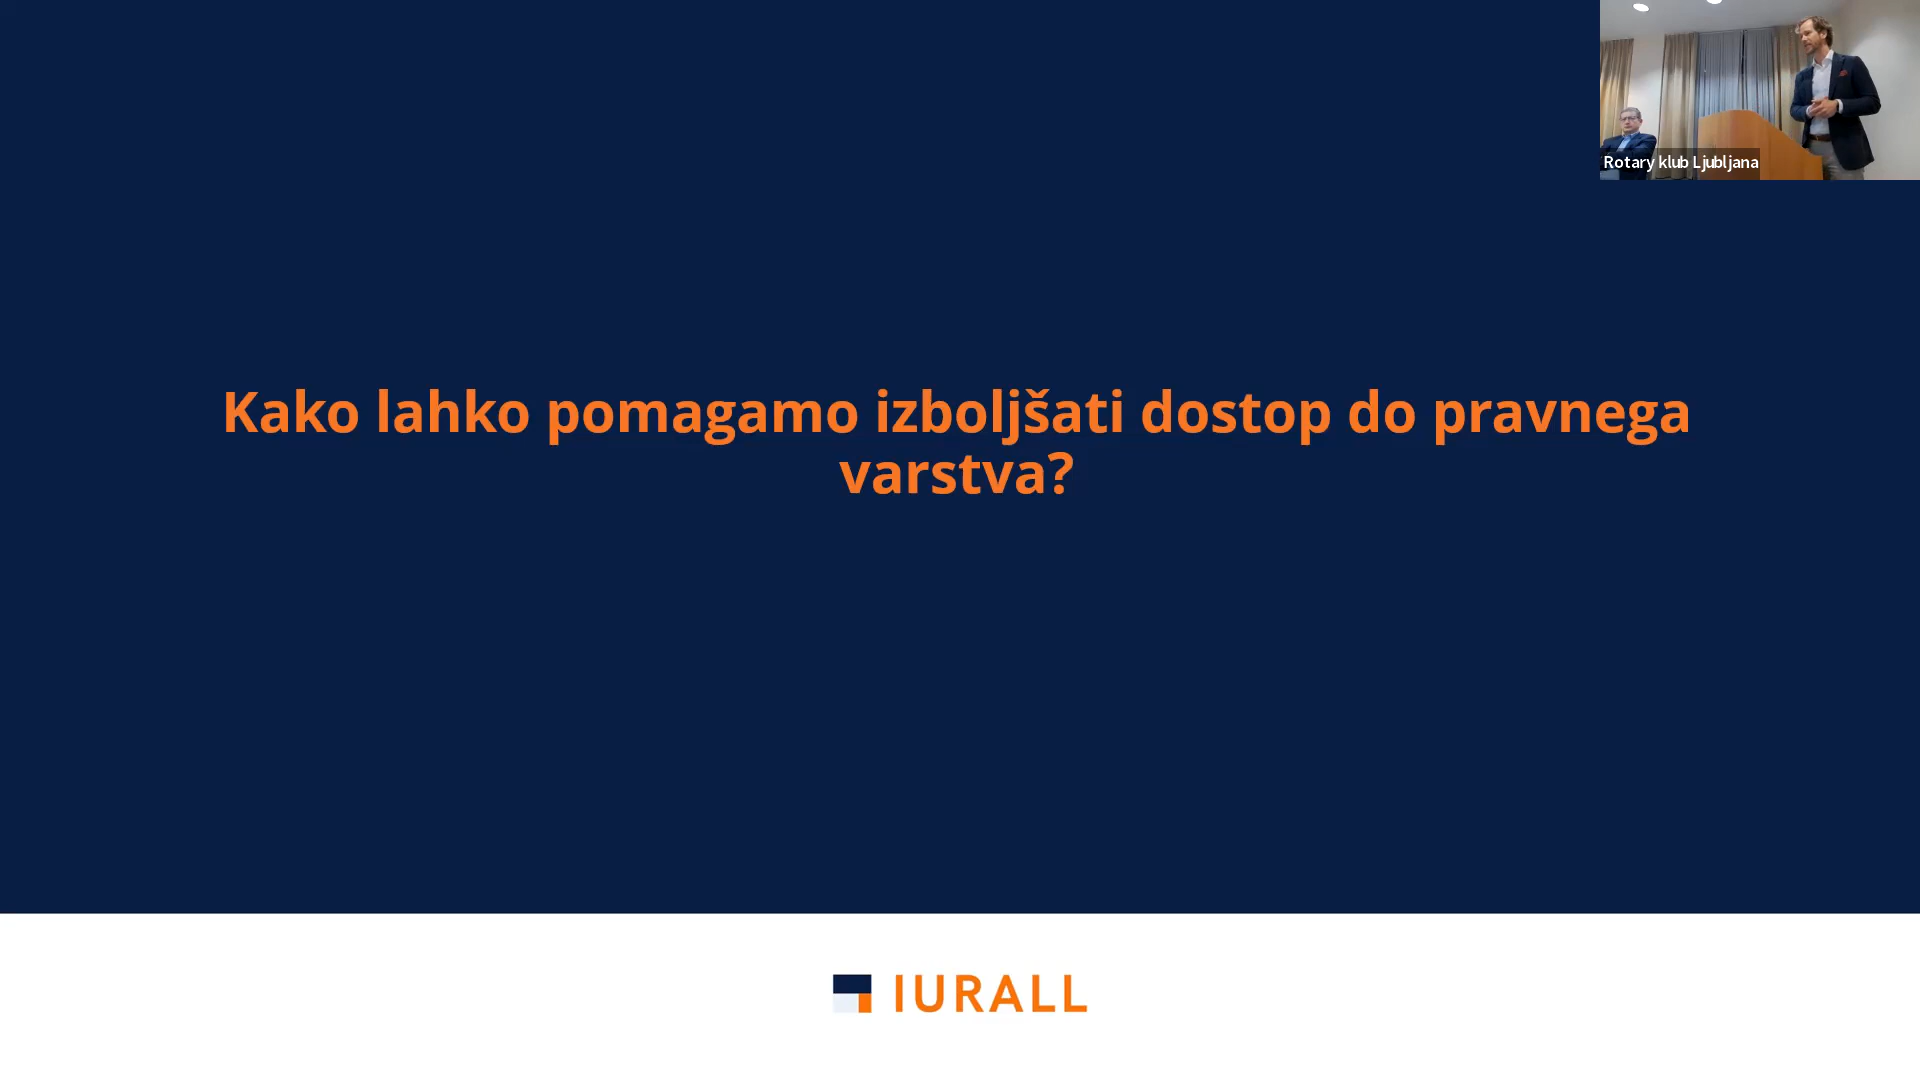 Rotary klub Ljubljana
Kako lahko pomagamo izboljšati dostop do pravnega
varstva?
IURALL